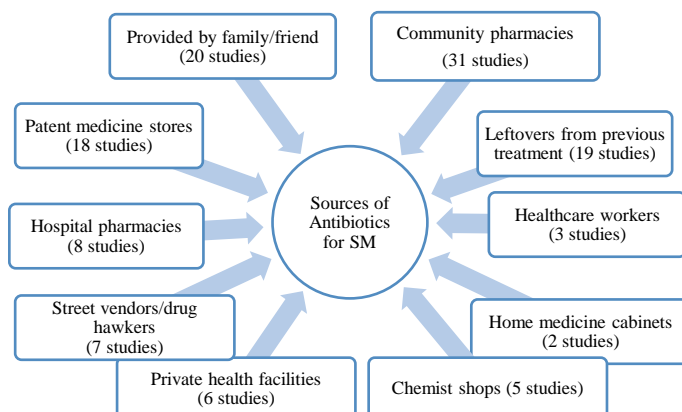 Provided by family/friend
(20 studies)
Community pharmacies
(31 studies)
Patent medicine stores
(18 studies)
Leftovers from previous
treatment (19 studies)
Sources of
Antibiotics
for SM
Hospital pharmacies
(8 studies)
Healthcare workers
(3 studies)
Street vendors/drug
hawkers
(7 studies)
Home medicine cabinets
(2 studies)
Private health facilities
(6 studies)
Chemist shops (5 studies)